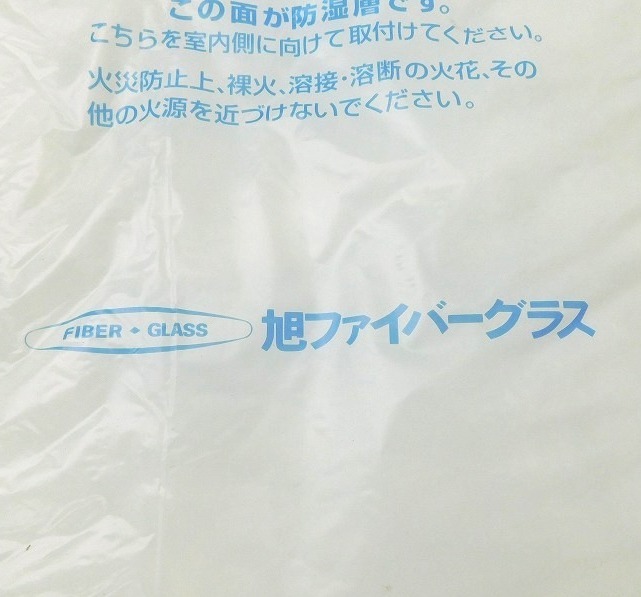 この面が防湿層です。
こちらを室内側に向けて取付けてください。
火災防止上、裸火、溶接・溶断の火花、その
他の火源を近づけないでください。
FIBER • GLASS 旭ファイバーグラス